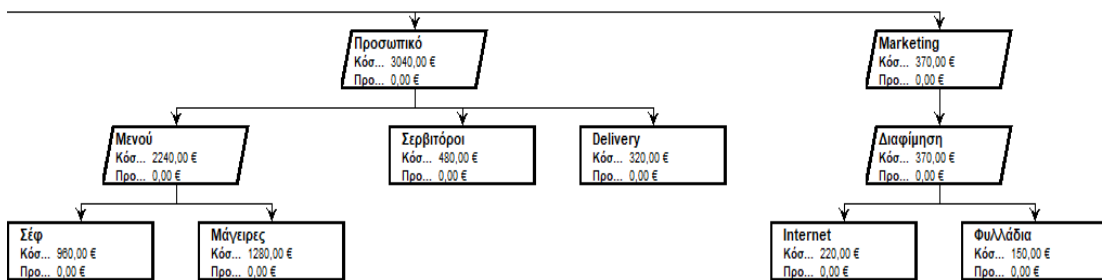 Προσωπικό
Κόσ... 3040,00 €
Προ... 0,00 €
Marketing
Κόσ... 370,00 €
Προ... 0,00 €
Μενού
Κόσ... 2240,00 €
Προ... 0,00 €
Σερβιτόροι
Κόσ... 480,00 €
Προ... 0,00 €
Delivery
Κόσ... 320,00 €
Προ... 0,00 €
Διαφίμηση
Κόσ... 370,00 €
Προ... 0,00 €
Σέφ
Κόσ... 960,00 €
Προ... 0,00 €
Μάγειρες
Κόσ... 1280,00 €
Προ... 0,00 €
Internet
Κόσ... 220,00 €
Προ... 0,00 €
Φυλλάδια
Κόσ... 150,00 €
Προ... 0,00 €